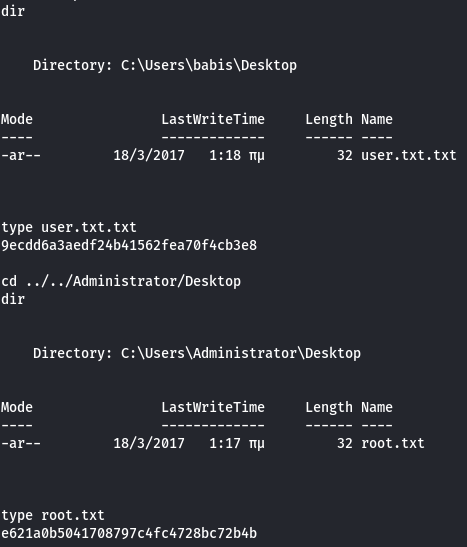 dir
Directory: C:\Users\babis\Desktop
Mode LastWriteTime Length Name
---- ------------- ------ ----
-ar-- 18/3/2017 1:18 πμ 32 user.txt.txt
type user.txt.txt
9ecdd6a3aedf24b41562fea70f4cb3e8
cd ../../Administrator/Desktop
dir
Directory: C:\Users\Administrator\Desktop
Mode LastWriteTime Length Name
---- ------------- ------ ----
-ar-- 18/3/2017 1:17 πμ 32 root.txt
type root.txt
e621a0b5041708797c4fc4728bc72b4b